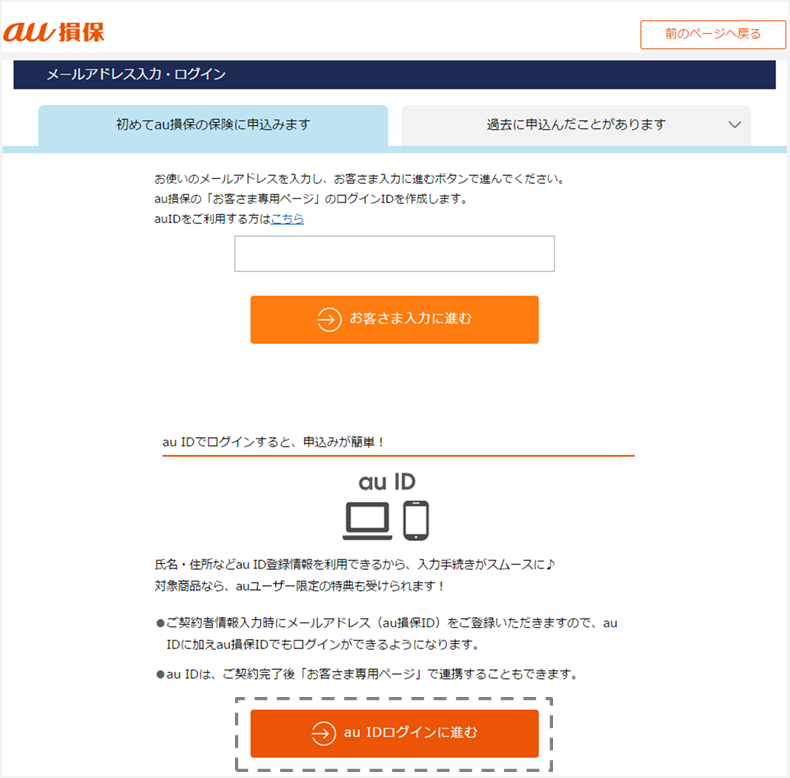 au 損保
前のページへ戻る
メールアドレス入力・ログイン
初めてau損保の保険に申込みます
過去に申込んだことがあります
お使いのメールアドレスを入力し、お客さま入力に進むボタンで進んでください。
au損保の「お客さま専用ページ」のログインIDを作成します。
auIDをご利用する方はこちら
お客さま入力に進む
au IDでログインすると、申込みが簡単！
au ID
氏名・住所などau ID登録情報を利用できるから、入力手続きがスムースに♪
対象商品なら、auユーザー限定の特典も受けられます！
●ご契約者情報入力時にメールアドレス（au損保ID）をご登録いただきますので、au
IDに加えau損保IDでもログインができるようになります。
●au IDは、ご契約完了後「お客さま専用ページ」で連携することもできます。
au IDログインに進む